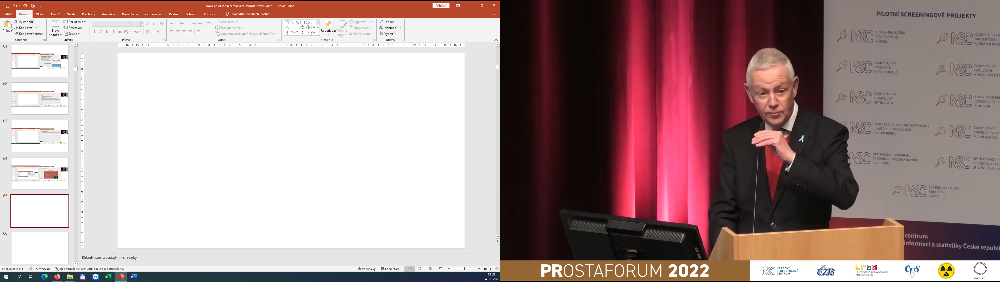 Nová položka Prezentácia Microsoft PowerPointu - PowerPoint
Prihlásiť
Súbor
Domov
Vložiť
Kresliť
Návrh
Prechody
Animácie
Prezentácia
Zaznamenať
Revízia
Zobraziť
Pomocník
Povedzte, čo chcete urobiť
Prilepiť
Vystrihnúť
Kopírovať
Kopírovať formát
Schránka
Nová
snímka
Rozloženie
Resetovať
Sekcia
Snímky
Písmo
Smer textu
Zarovnanie textu
Konvertovať na grafický prvok SmartArt
Odsek
Usporiadať
Rýchle
štýly
Výplň tvaru
Obrys tvaru
Efekty tvaru
Kreslenie
Hľadať
Nahradiť
Vybrať
Úpravy
61
62
63
64
65
66
Kliknite sem a zadajte poznámky
Snímka 65 z 641
Slovenčina
Zjednodušenie prístupu: pozrite si odporúčania
Poznámky
Komentáre
105 %
13:58
24. 11. 2022
PILOTNÍ SCREENINGOVÉ PROJEKTY
NSC SCREENING RIZIKA
PŘEDČASNÉHO
PORODU
NSC ČASNÝ ZÁCHYT K
VROZENÝCH SRD
U ZRALÝCH NOVO
NSC ČASNÝ ZÁCHYT
TYREOPATIÍ
V TĚHOTENSTVÍ
NSC ČASNÝ ZÁCHYT
FAMILIÁRNÍ
HYPERCHOLESTER
NSC ČASNÝ ZÁCHYT
DIABETICKÉ
RETINOPATIE
NSC SEKUNDÁRNÍ PRE
OSTEOPOROTICK
ZLOMENIN
NSC ČASNÝ ZÁCHYT KARCINOMU PROSTATY
U MUŽŮ PO ONKOLOGICKÝCH
ONEMOCNĚNÍCH
NSC ČASNÝ ZÁCHYT
CHRONICKÉ OBST
PLICNÍ NEMOCI
NSC OPTIMALIZACE PROGRAMU
SCREENINGU KOLOREKTÁLNÍHO
KARCINOMU
NSC OPTIMALIZACE PR
SCREENINGU KARC
DĚLOŽNÍHO HRDLA
NSC ZVÝŠENÍ EFEKTIVITY
ADRESNÉHO
ZVANÍ
centrum
informací a statistiky České republi
PROSTAFORUM 2022
NSC NÁRODNÍ
SCREENINGOVÉ
CENTRUM
ÚZIS
MINISTERSTVO ZDRAVOTNICTVÍ
ČESKÉ REPUBLIKY
ČUS
EU2022.CZ